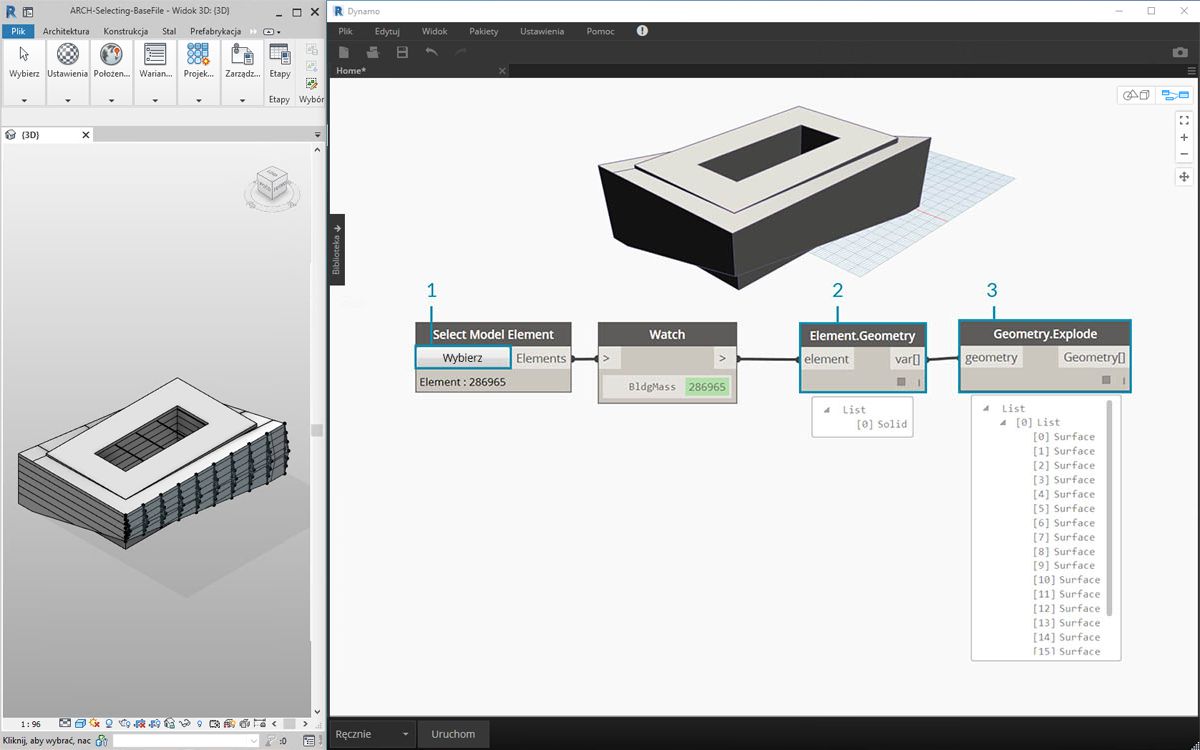 ARCH-Selecting-BaseFile - Widok 3D: {3D}
Plik Architektura Konstrukcja Stal Prefabrykacja
Wybierz Ustawienia Położen... Warian... Projek... Zarządz... Etapy
Etapy Wybór
{3D}
1 : 96
Kliknij, aby wybrać, nac :0
Dynamo
Plik Edytuj Widok Pakiety Ustawienia Pomoc
Home*
Biblioteka
1
2
3
Select Model Element
Wybierz Elements
Element : 286965
Watch
> >
BldgMass 286965
Element.Geometry
element var[]
List
[0] Solid
Geometry.Explode
geometry Geometry[]
List
[0] List
[0] Surface
[1] Surface
[2] Surface
[3] Surface
[4] Surface
[5] Surface
[6] Surface
[7] Surface
[8] Surface
[9] Surface
[10] Surface
[11] Surface
[12] Surface
[13] Surface
[14] Surface
[15] Surface
Ręcznie Uruchom